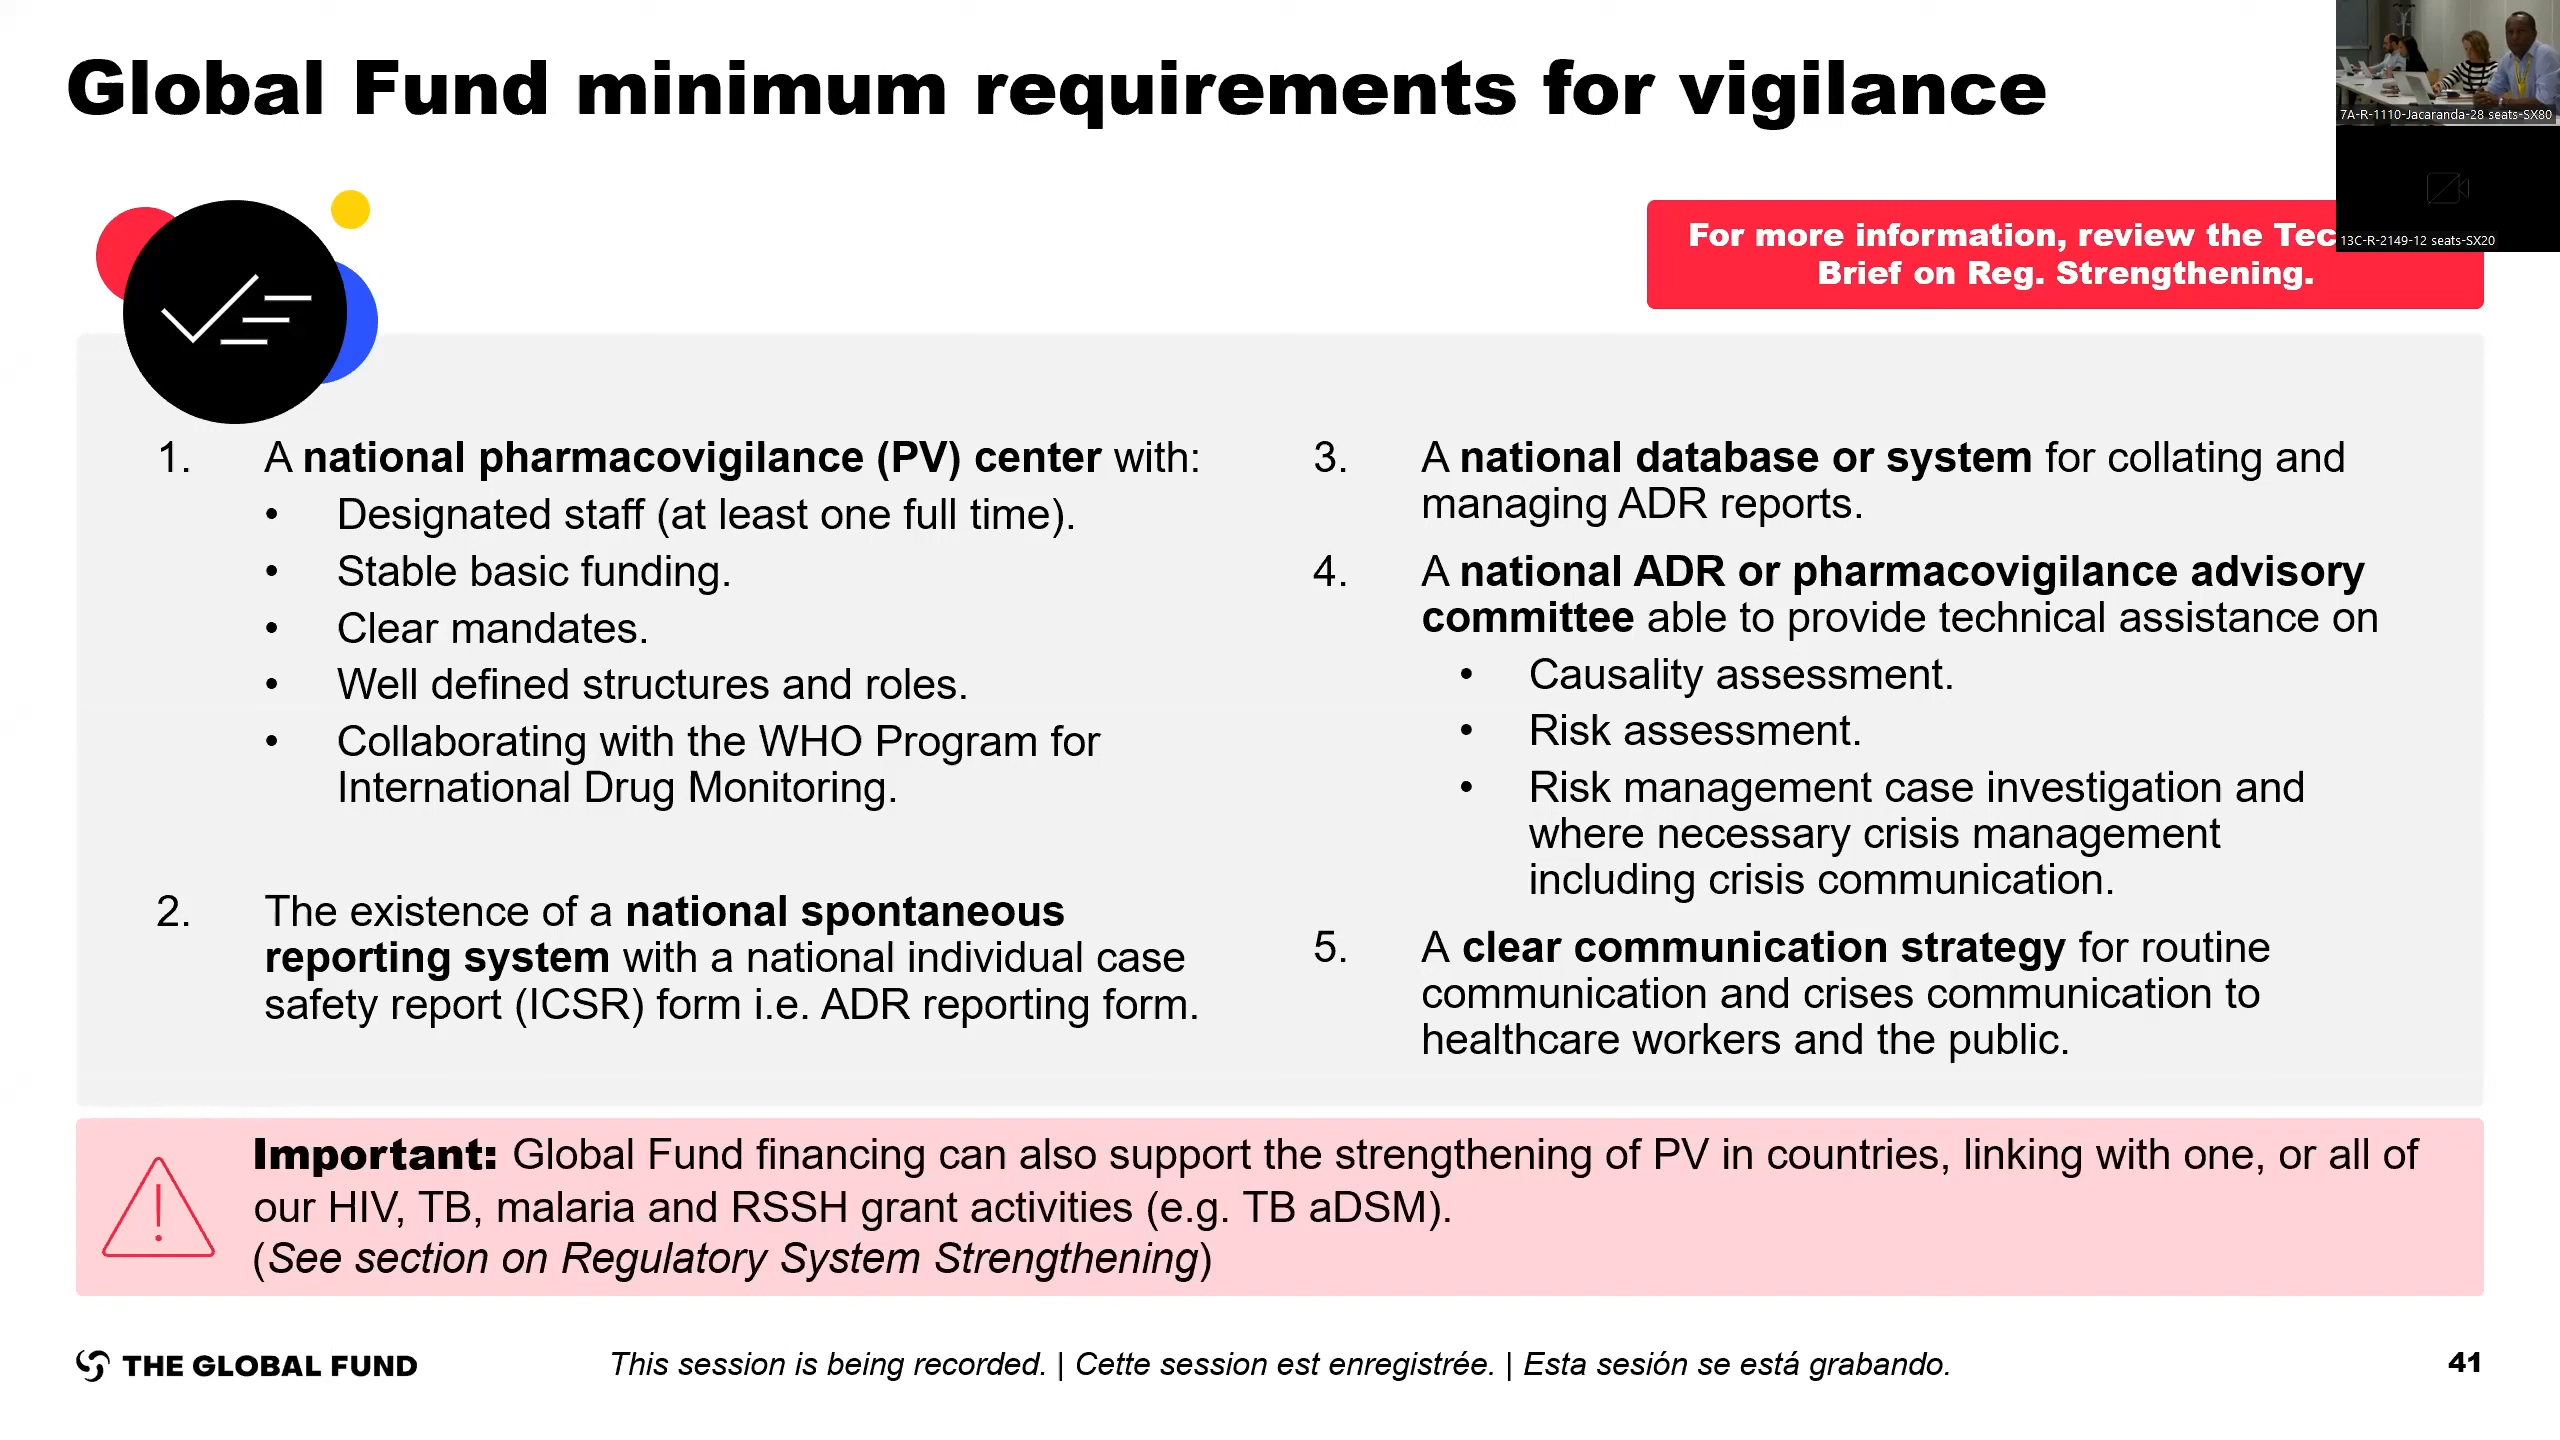 Global Fund minimum requirements for vigilance
7A-R-1110-Jacaranda-28 seats-SX80
13C-R-2149-12 seats-SX20
For more information, review the
Brief on Reg. Strengthening.
1. A national pharmacovigilance (PV) center with:
• Designated staff (at least one full time).
• Stable basic funding.
• Clear mandates.
• Well defined structures and roles.
• Collaborating with the WHO Program for
International Drug Monitoring.
2. The existence of a national spontaneous
reporting system with a national individual case
safety report (ICSR) form i.e. ADR reporting form.
3. A national database or system for collating and
managing ADR reports.
4. A national ADR or pharmacovigilance advisory
committee able to provide technical assistance on
• Causality assessment.
• Risk assessment.
• Risk management case investigation and
where necessary crisis management
including crisis communication.
5. A clear communication strategy for routine
communication and crises communication to
healthcare workers and the public.
Important: Global Fund financing can also support the strengthening of PV in countries, linking with one, or all of
our HIV, TB, malaria and RSSH grant activities (e.g. TB aDSM).
(See section on Regulatory System Strengthening)
THE GLOBAL FUND
This session is being recorded. | Cette session est enregistrée. | Esta sesión se está grabando.
41